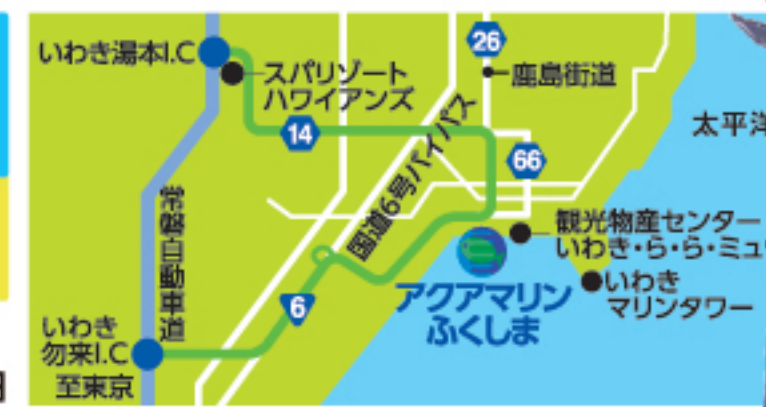 いわき湯本I.C
26
鹿島街道
スパリゾート
ハワイアンズ
太平洋
14
国道6号バイパス
66
常磐自動車道
観光物産センター
いわき・ら・ら・ミュウ
アクアマリン
ふくしま
いわき
マリンタワー
6
いわき
勿来I.C
至東京